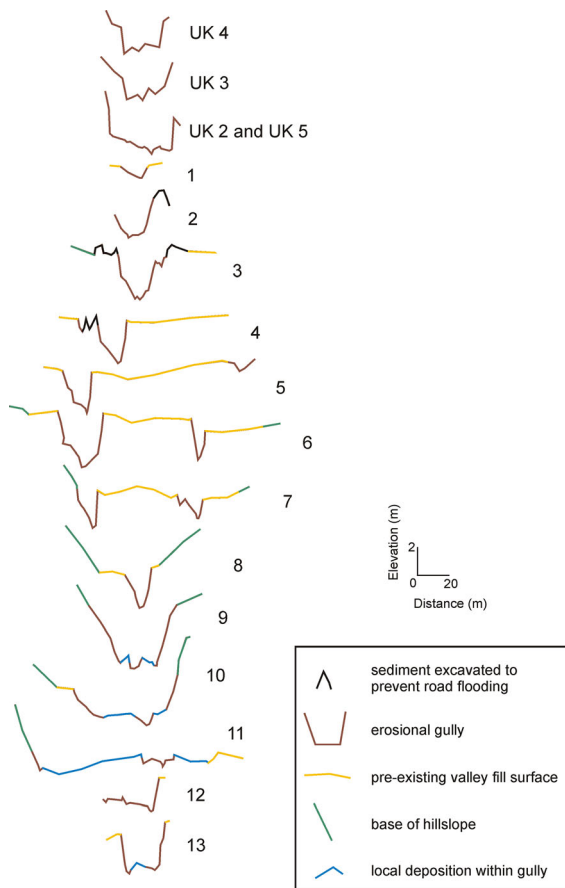 UK 4
UK 3
UK 2 and UK 5
1
2
3
4
5
6
7
8
9
10
11
12
13
Elevation (m)
2
0
20
Distance (m)
sediment excavated to
prevent road flooding
erosional gully
pre-existing valley fill surface
base of hillslope
local deposition within gully